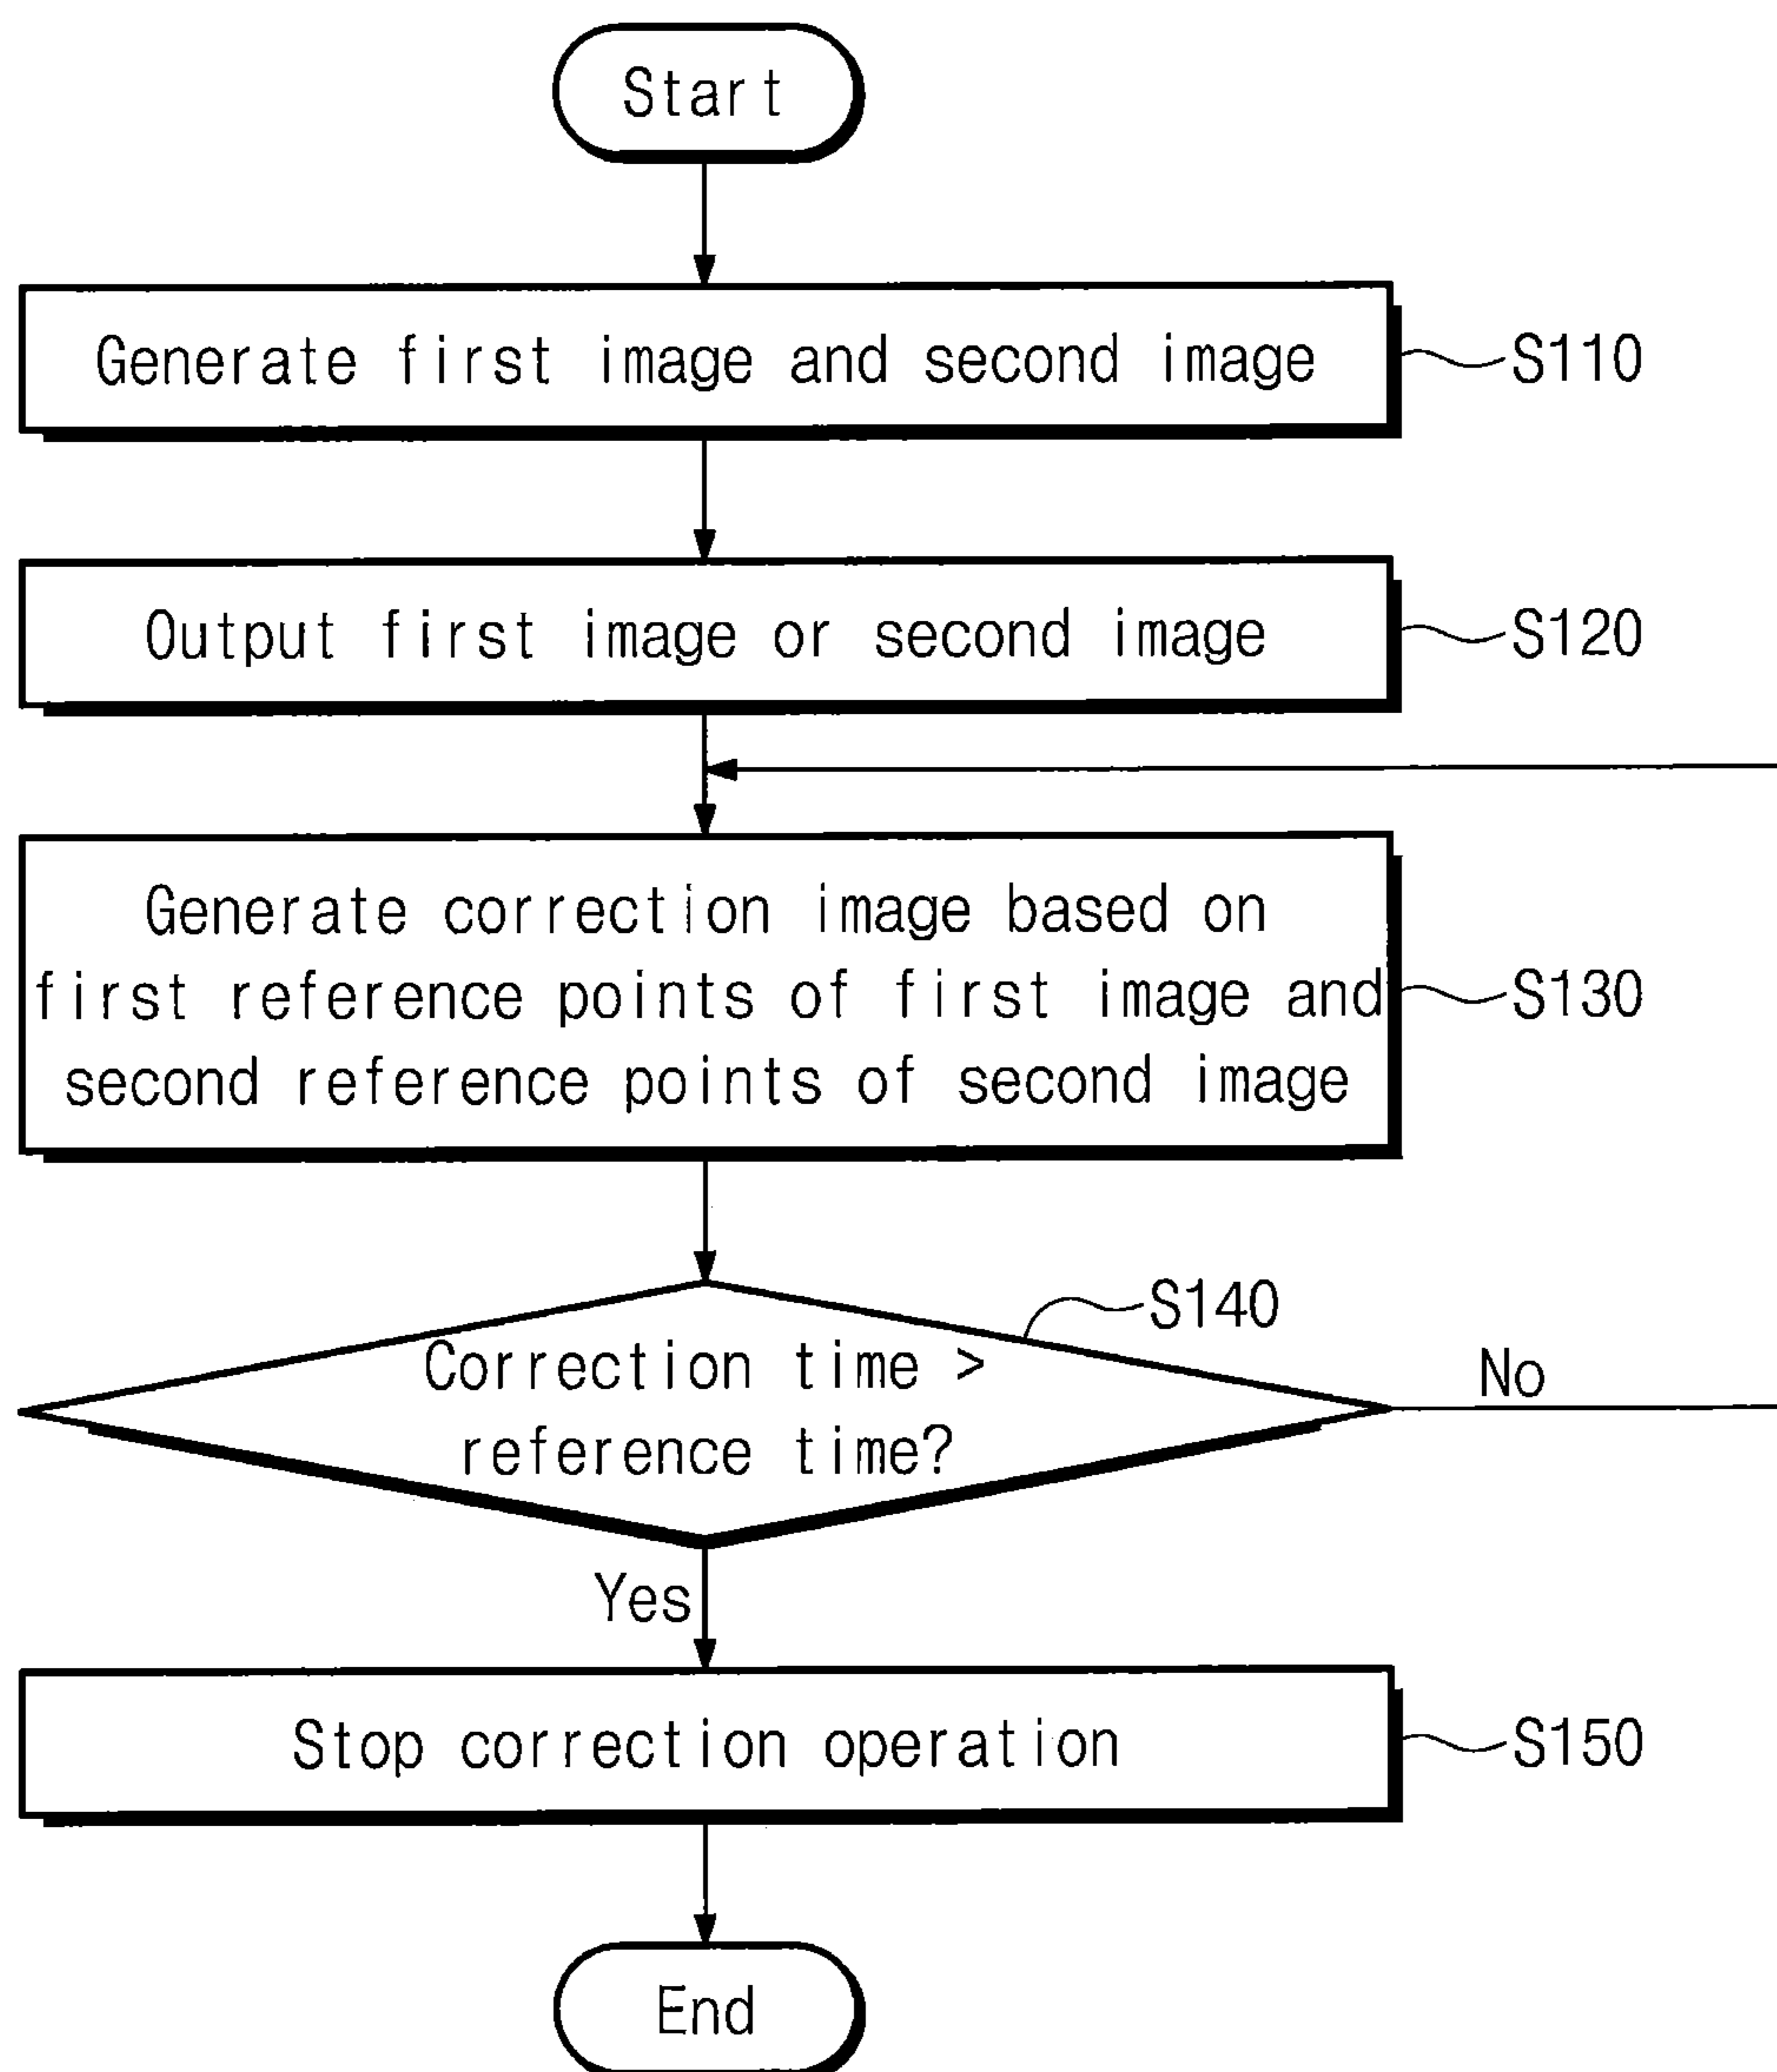 Start
Generate first image and second image
S110
Output first image or second image
S120
Generate correction image based on
first reference points of first image and
second reference points of second image
S130
S140
Correction time >
reference time?
No
Yes
Stop correction operation
S150
End